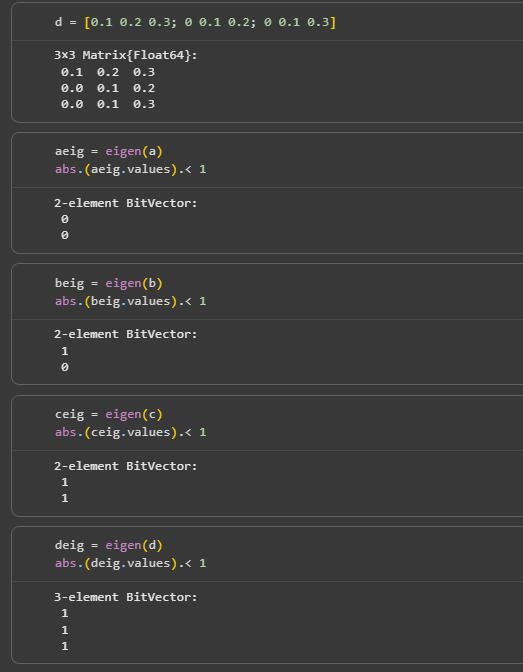 d = [0.1 0.2 0.3; 0 0.1 0.2; 0 0.1 0.3]
3×3 Matrix{Float64}:
0.1 0.2 0.3
0.0 0.1 0.2
0.0 0.1 0.3
aeig = eigen(a)
abs.(aeig.values).< 1
2-element BitVector:
0
0
beig = eigen(b)
abs.(beig.values).< 1
2-element BitVector:
1
0
ceig = eigen(c)
abs.(ceig.values).< 1
2-element BitVector:
1
1
deig = eigen(d)
abs.(deig.values).< 1
3-element BitVector:
1
1
1